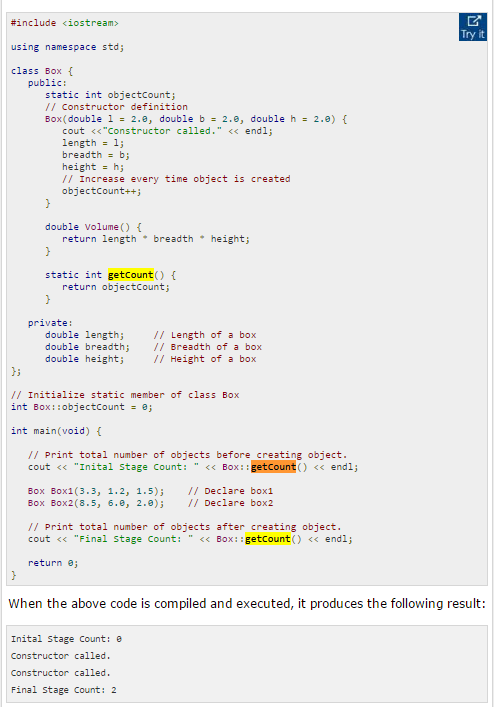 #include <iostream>
Try it
using namespace std;
class Box {
public:
static int objectCount;
// Constructor definition
Box(double l = 2.0, double b = 2.0, double h = 2.0) {
cout <<"Constructor called." << endl;
length = l;
breadth = b;
height = h;
// Increase every time object is created
objectCount++;
}
double Volume() {
return length * breadth * height;
}
static int getCount() {
return objectCount;
}
private:
double length; // Length of a box
double breadth; // Breadth of a box
double height; // Height of a box
};
// Initialize static member of class Box
int Box::objectCount = 0;
int main(void) {
// Print total number of objects before creating object.
cout << "Inital Stage Count: " << Box::getCount() << endl;
Box Box1(3.3, 1.2, 1.5); // Declare box1
Box Box2(8.5, 6.0, 2.0); // Declare box2
// Print total number of objects after creating object.
cout << "Final Stage Count: " << Box::getCount() << endl;
return 0;
}
When the above code is compiled and executed, it produces the following result:
Inital Stage Count: 0
Constructor called.
Constructor called.
Final Stage Count: 2